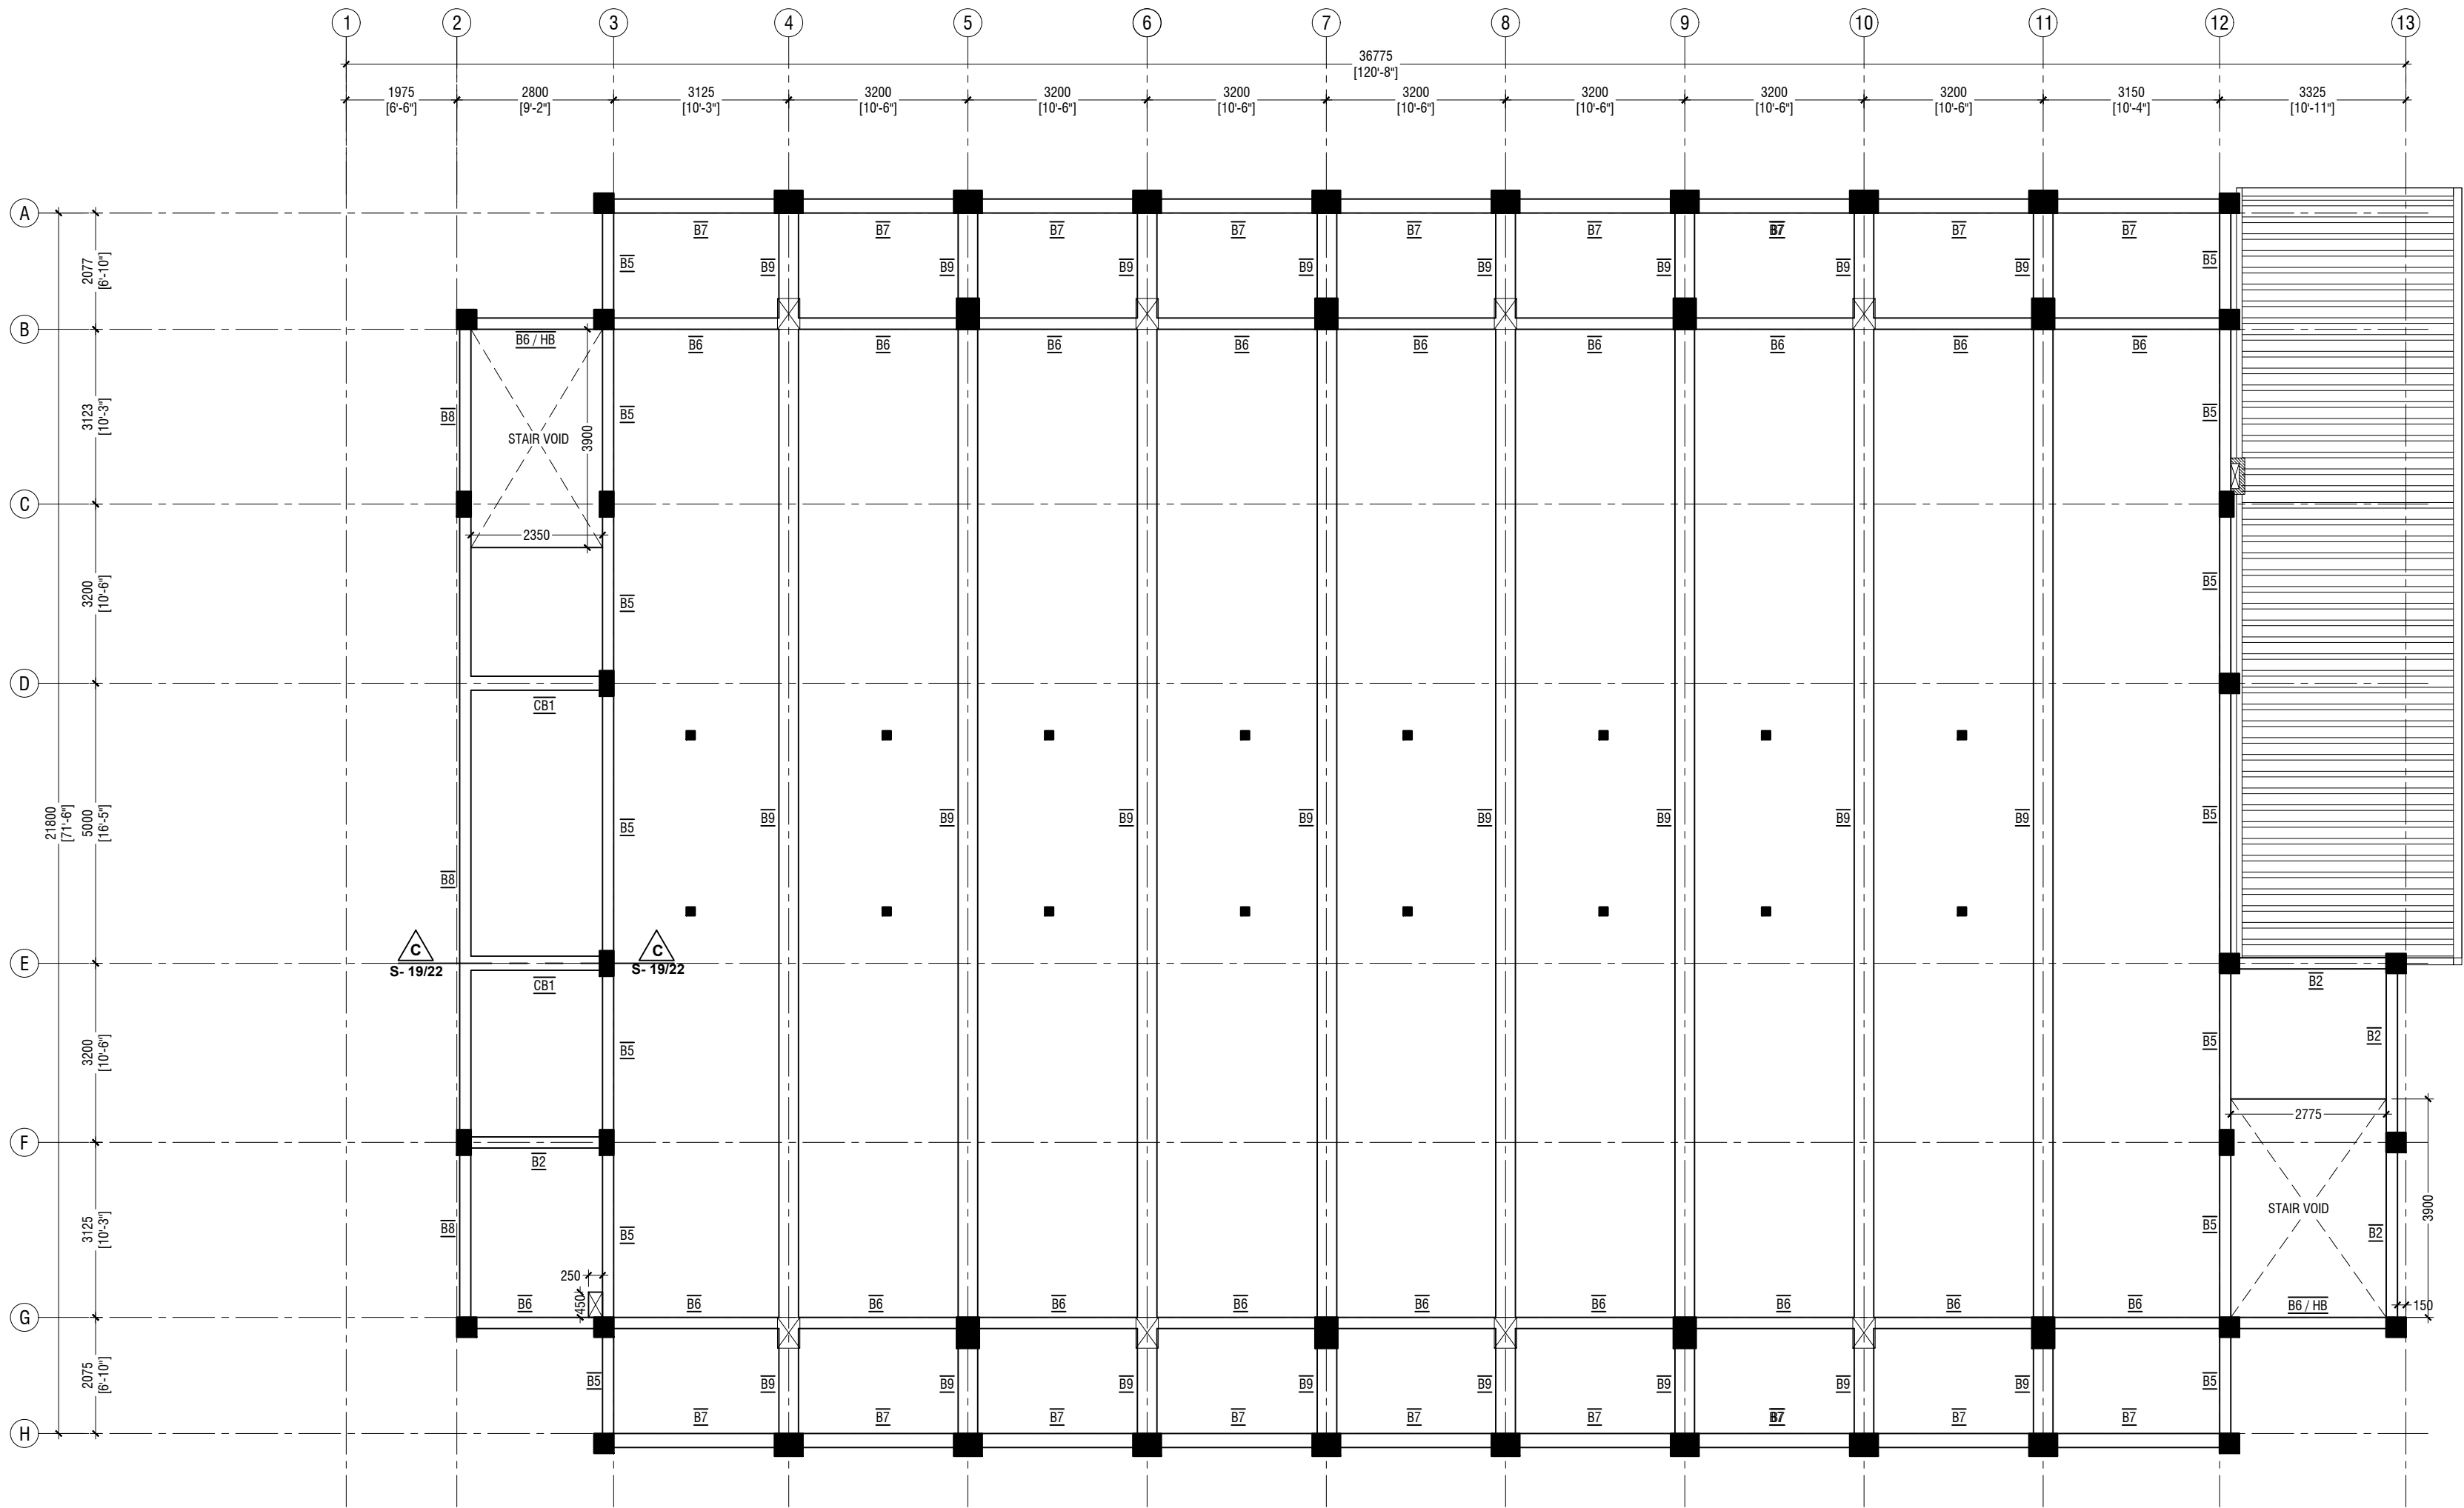 1 2 3 4 5 6 7 8 9 10 11 12 13
36775
[120'-8"]
1975 2800 3125 3200 3200 3200 3200 3200 3200 3200 3150 3325
[6'-6"] [9'-2"] [10'-3"] [10'-6"] [10'-6"] [10'-6"] [10'-6"] [10'-6"] [10'-6"] [10'-6"] [10'-4"] [10'-11"]
A
B7 B7 B7 B7 B7 B7 B7 B7 B7
2077
[6'-10"]
B5 B9 B9 B9 B9 B9 B9 B9 B9 B5
B
B6 / HB B6 B6 B6 B6 B6 B6 B6 B6 B6
3123
[10'-3"]
B8 B5 B5
STAIR VOID
3900
C
2350
3200
[10'-6"]
B5 B5
D
CB1
21800
[71'-6"]
5000
[16'-5"]
B5 B9 B9 B9 B9 B9 B9 B9 B9 B5
B8
C C
E
S- 19/22 S- 19/22
CB1 B2
3200
[10'-6"]
B5 B5 B2
2775
F
B2
3125
[10'-3"]
B8 B5 B5 B2
STAIR VOID
3900
250
450
B6 B6 B6 B6 B6 B6 B6 B6 B6 B6 B6 / HB
150
G
2075
[6'-10"]
B5 B9 B9 B9 B9 B9 B9 B9 B9 B5
B7 B7 B7 B7 B7 B7 B7 B7 B7
H